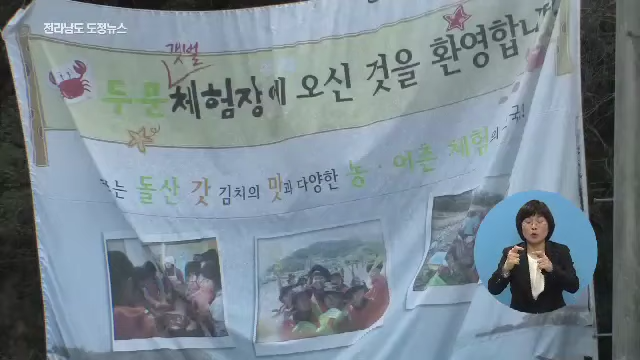 전라남도 도정뉴스
갯벌
두문 체험장에 오신 것을 환영합니
는 돌산 갓 김치의 맛과 다양한 농·어촌 체험의 국!